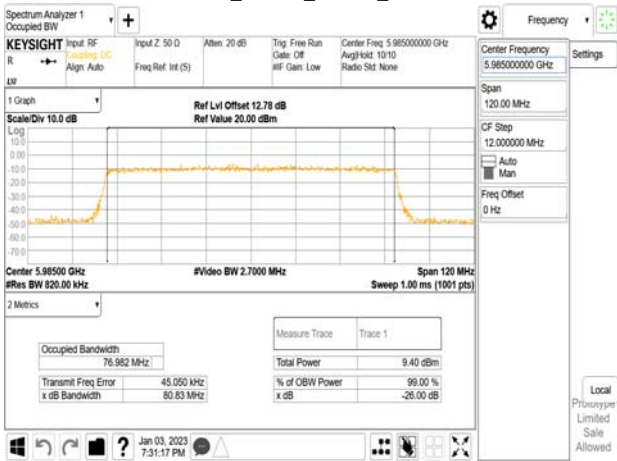 Spectrum Analyzer 1
Occupied BW
Frequency
KEYSIGHT
Input: RF
Coupling: DC
Align: Auto
Input Z: 50 Ω
Freq Ref: Int (S)
Atten: 20 dB
Trig: Free Run
Gate: Off
#IF Gain: Low
Center Freq: 5.985000000 GHz
Avg|Hold: 10/10
Radio Std: None
R
LXI
Center Frequency
5.985000000 GHz
Settings
Span
120.00 MHz
CF Step
12.000000 MHz
Auto
Man
Freq Offset
0 Hz
1 Graph
Scale/Div 10.0 dB
Ref Lvl Offset 12.78 dB
Ref Value 20.00 dBm
Log
10.0
0.00
-10.0
-20.0
-30.0
-40.0
-50.0
-60.0
-70.0
Center 5.98500 GHz
#Res BW 820.00 kHz
#Video BW 2.7000 MHz
Span 120 MHz
Sweep 1.00 ms (1001 pts)
2 Metrics
Measure Trace Trace 1
Occupied Bandwidth
76.982 MHz
Total Power 9.40 dBm
Transmit Freq Error 45.050 kHz
% of OBW Power 99.00 %
x dB Bandwidth 80.83 MHz
x dB -26.00 dB
Local
Prototype
Limited
Sale
Allowed
?
Jan 03, 2023
7:31:17 PM